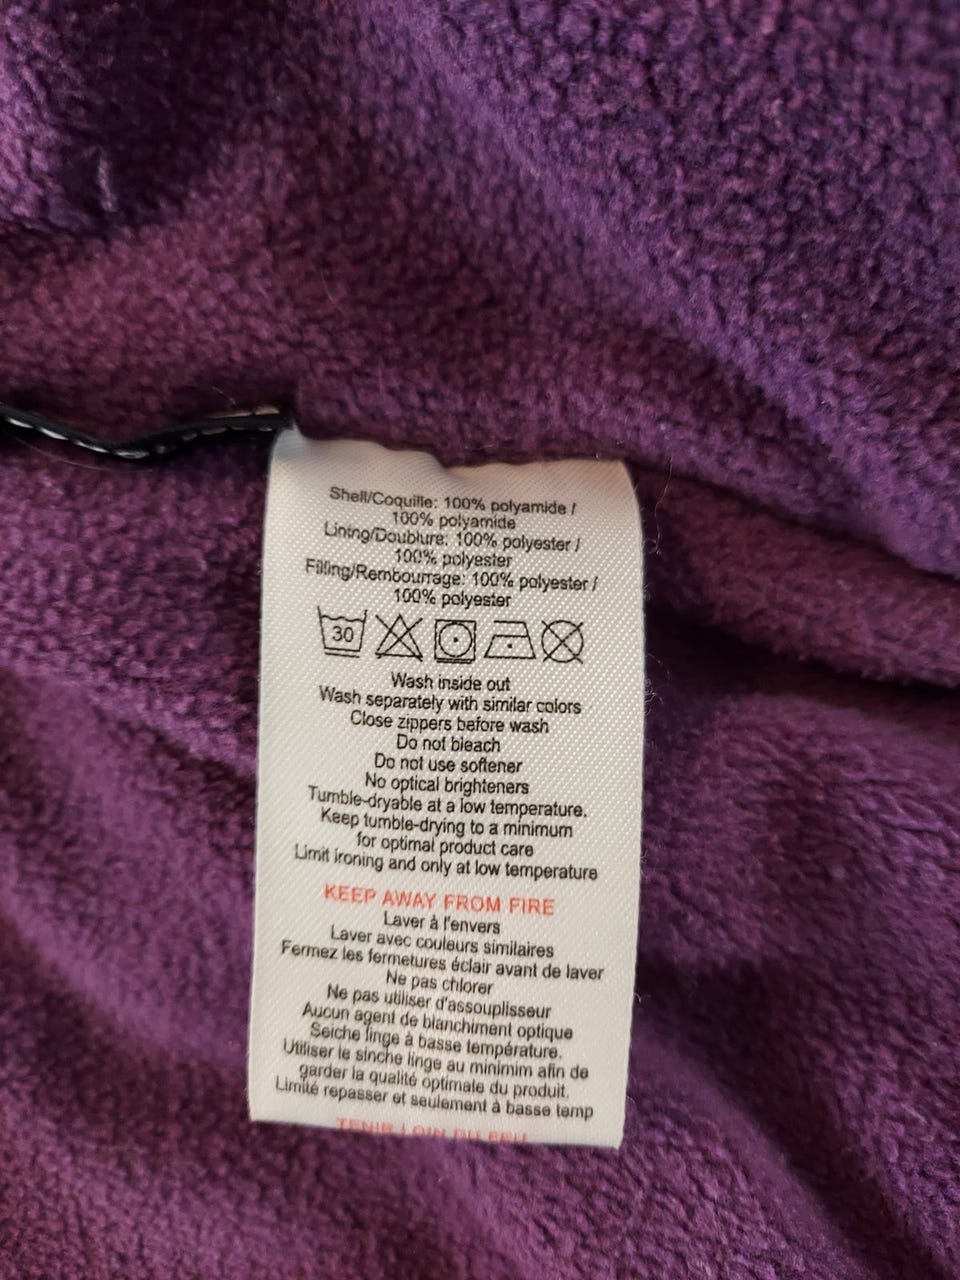 Shell/Coquille: 100% polyamide /
100% polyamide
Lining/Doublure: 100% polyester /
100% polyester
Filling/Rembourrage: 100% polyester /
100% polyester
30
Wash inside out
Wash separately with similar colors
Close zippers before wash
Do not bleach
Do not use softener
No optical brighteners
Tumble-dryable at a low temperature.
Keep tumble-drying to a minimum
for optimal product care
Limit ironing and only at low temperature
KEEP AWAY FROM FIRE
Laver à l'envers
Laver avec couleurs similaires
Fermez les fermetures éclair avant de laver
Ne pas chlorer
Ne pas utiliser d'assouplisseur
Aucun agent de blanchiment optique
Seiche linge à basse température.
Utiliser le sinche linge au minimim afin de
garder la qualité optimale du produit.
Limité repasser et seulement à basse temp
TENIR LOIN DU FEU